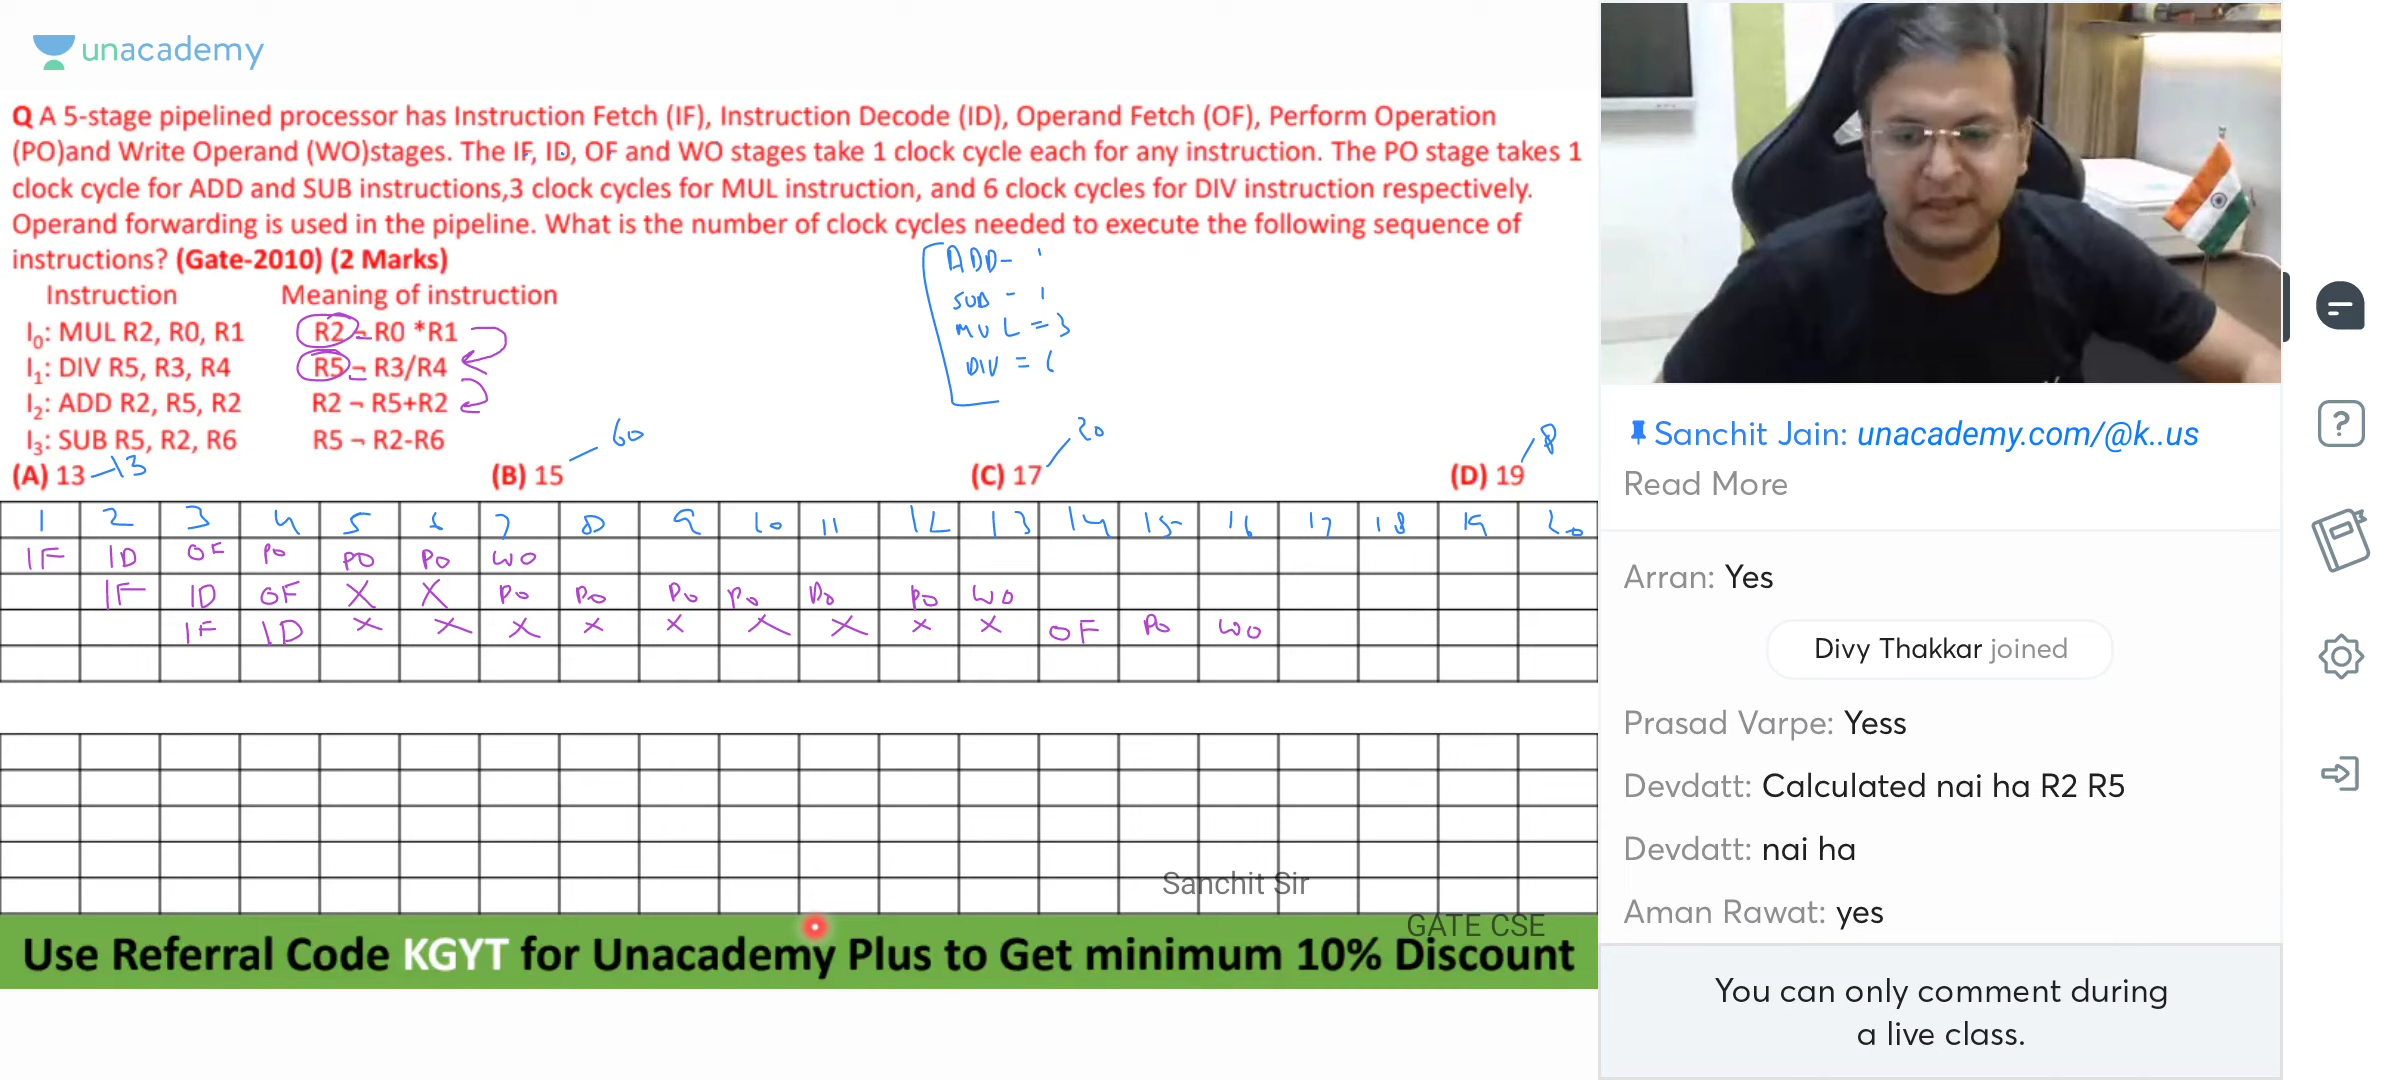 unacademy
Q A 5-stage pipelined processor has Instruction Fetch (IF), Instruction Decode (ID), Operand Fetch (OF), Perform Operation
(PO)and Write Operand (WO)stages. The IF, ID, OF and WO stages take 1 clock cycle each for any instruction. The PO stage takes 1
clock cycle for ADD and SUB instructions,3 clock cycles for MUL instruction, and 6 clock cycles for DIV instruction respectively.
Operand forwarding is used in the pipeline. What is the number of clock cycles needed to execute the following sequence of
instructions? (Gate-2010) (2 Marks)
Instruction Meaning of instruction
I0: MUL R2, R0, R1 R2 ¬ R0 *R1
I1: DIV R5, R3, R4 R5 ¬ R3/R4
I2: ADD R2, R5, R2 R2 ¬ R5+R2
I3: SUB R5, R2, R6 R5 ¬ R2-R6
ADD - 1
SUB - 1
MUL = 3
DIV = 6
(A) 13 13 (B) 15 60 (C) 17 20 (D) 19 8
1 2 3 4 5 6 7 8 9 10 11 12 13 14 15 16 17 18 19 20
IF ID OF PO PO PO WO
IF ID OF X X PO PO PO PO PO PO WO
IF ID X X X X X X X X X OF PO WO
Sanchit Sir
GATE CSE
Use Referral Code KGYT for Unacademy Plus to Get minimum 10% Discount
Sanchit Jain: unacademy.com/@k..us
Read More
Arran: Yes
Divy Thakkar joined
Prasad Varpe: Yess
Devdatt: Calculated nai ha R2 R5
Devdatt: nai ha
Aman Rawat: yes
You can only comment during
a live class.